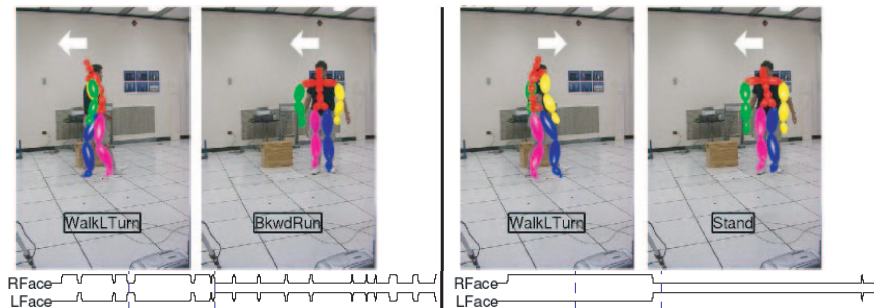 WalkLTurn
BkwdRun
WalkLTurn
Stand
RFace
LFace
RFace
LFace